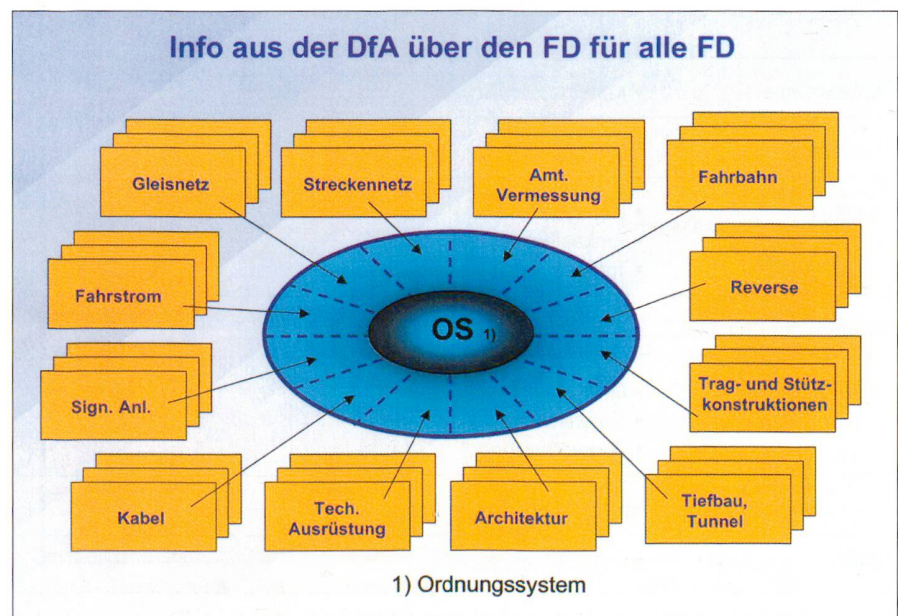 Info aus der DfA über den FD für alle FD
Gleisnetz
Streckennetz
Amt.
Vermessung
Fahrbahn
Fahrstrom
Reverse
OS 1)
Sign. Anl.
Trag- und Stütz-
konstruktionen
Kabel
Tech.
Ausrüstung
Architektur
Tiefbau,
Tunnel
1) Ordnungssystem